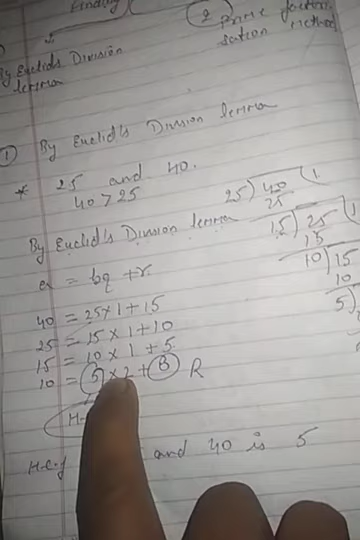 Finding
2 Prime factori-
sation method
By Euclid's Division
lemma
1 By Euclid's Division lemma
* 25 and 40.
40 > 25
25) 40 (1
25
15) 25 (1
15
10) 15
10
5)
By Euclid's Division lemma
a = bq + r
40 = 25 x 1 + 15
25 = 15 x 1 + 10
15 = 10 x 1 + 5
10 = 5 x 2 + 0 R
H.C.f and 40 is 5